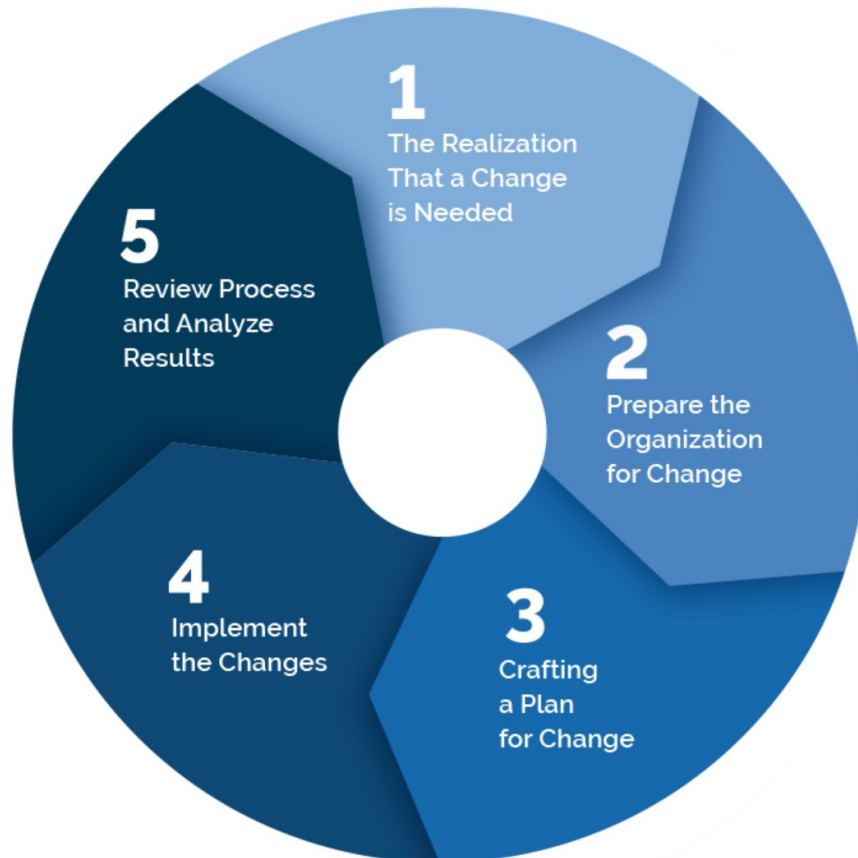 1
The Realization
That a Change
is Needed
2
Prepare the
Organization
for Change
3
Crafting
a Plan
for Change
4
Implement
the Changes
5
Review Process
and Analyze
Results